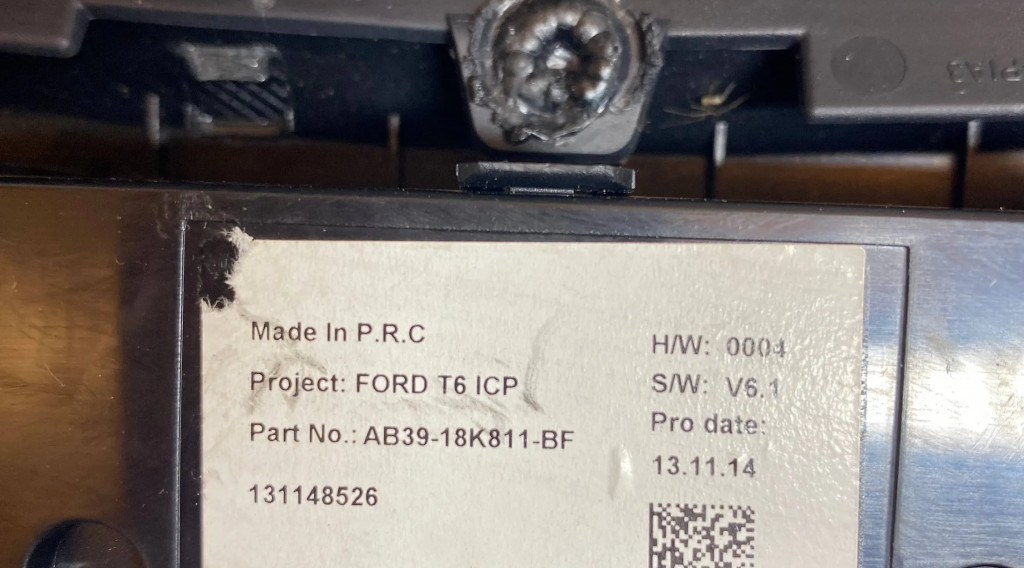 Made In P.R.C
Project: FORD T6 ICP
Part No.: AB39-18K811-BF
131148526
H/W: 0004
S/W: V6.1
Pro date:
13.11.14